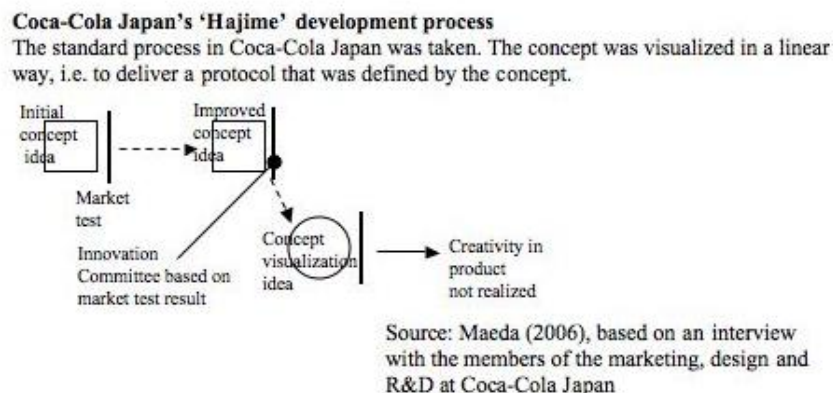 Coca-Cola Japan's 'Hajime' development process
The standard process in Coca-Cola Japan was taken. The concept was visualized in a linear
way, i.e. to deliver a protocol that was defined by the concept.
Initial
concept
idea
Improved
concept
idea
Market
test
Innovation
Committee based on
market test result
Concept
visualization
idea
Creativity in
product
not realized
Source: Maeda (2006), based on an interview
with the members of the marketing, design and
R&D at Coca-Cola Japan